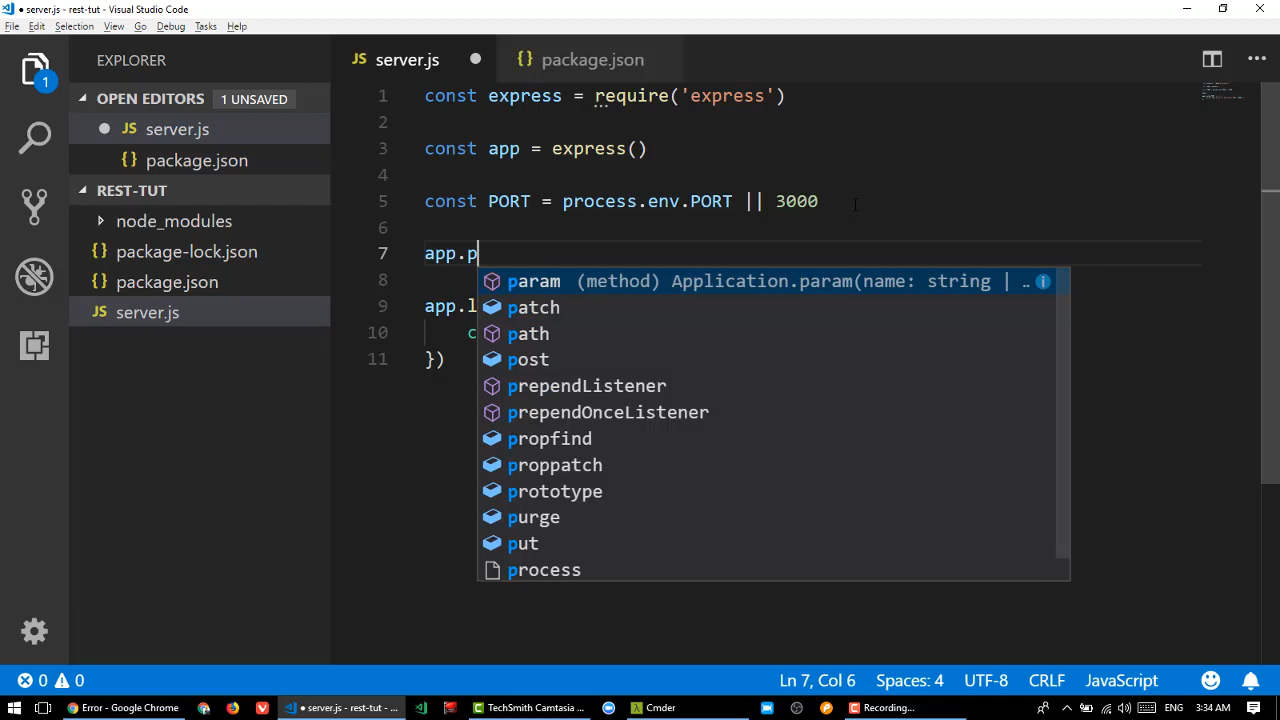 ● server.js - rest-tut - Visual Studio Code
File Edit Selection View Go Debug Tasks Help
1
EXPLORER
OPEN EDITORS 1 UNSAVED
JS server.js
{} package.json
REST-TUT
node_modules
{} package-lock.json
{} package.json
JS server.js
JS server.js ●
{} package.json
1 const express = require('express')
2
3 const app = express()
4
5 const PORT = process.env.PORT || 3000
6
7 app.p
8
9 app.l
10 c
11 })
param (method) Application.param(name: string | ..
patch
path
post
prependListener
prependOnceListener
propfind
proppatch
prototype
purge
put
process
0 0
Ln 7, Col 6 Spaces: 4 UTF-8 CRLF JavaScript
Error - Google Chrome
● server.js - rest-tut - ...
TechSmith Camtasia ...
Cmder
Recording...
ENG 3:34 AM